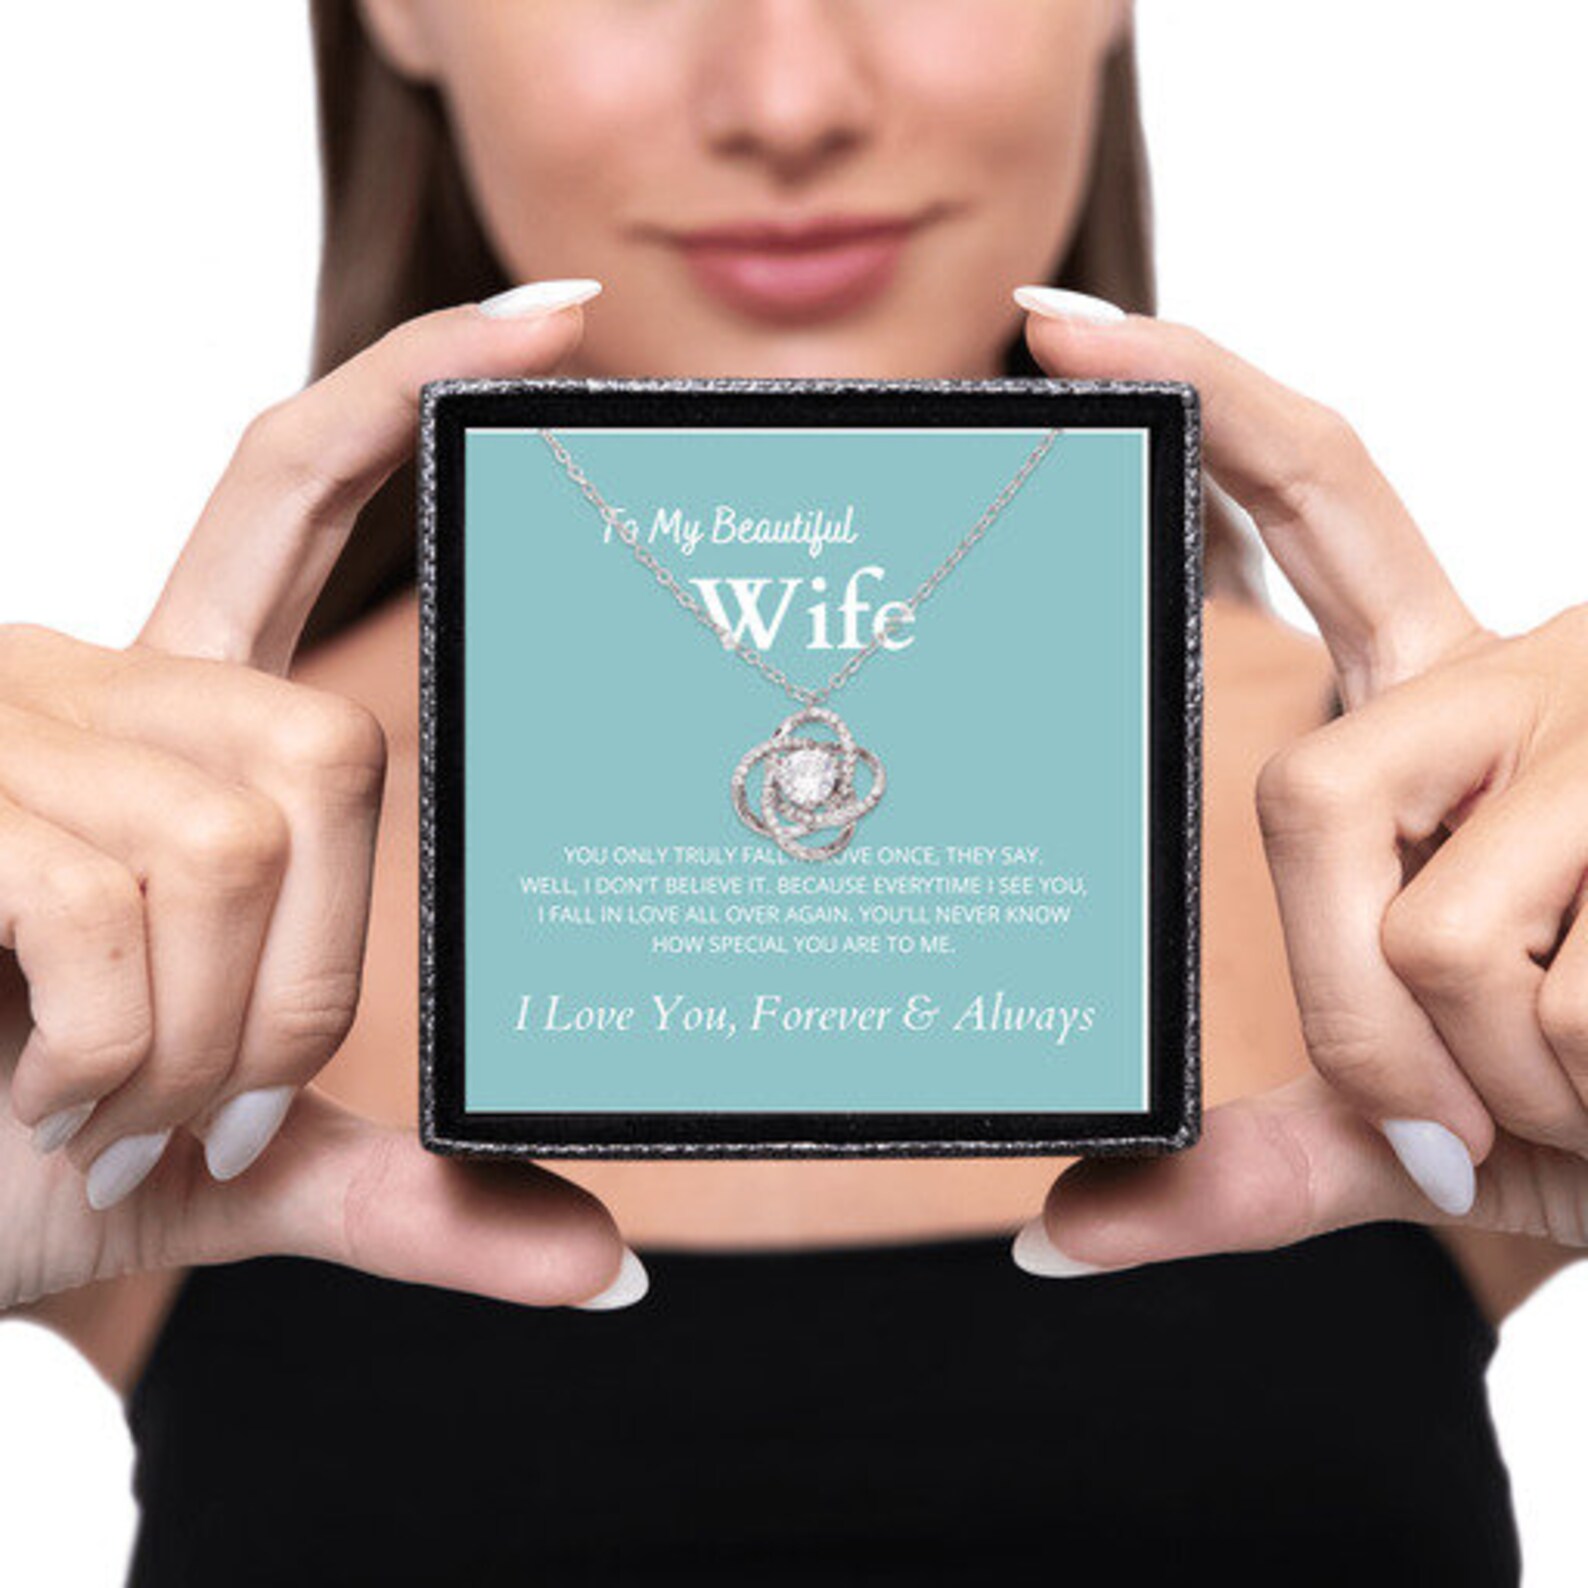 To My Beautiful
Wife
YOU ONLY TRULY FALL LOVE ONCE, THEY SAY.
WELL, I DON'T BELIEVE IT. BECAUSE EVERYTIME I SEE YOU,
I FALL IN LOVE ALL OVER AGAIN. YOU'LL NEVER KNOW
HOW SPECIAL YOU ARE TO ME.
I Love You, Forever & Always